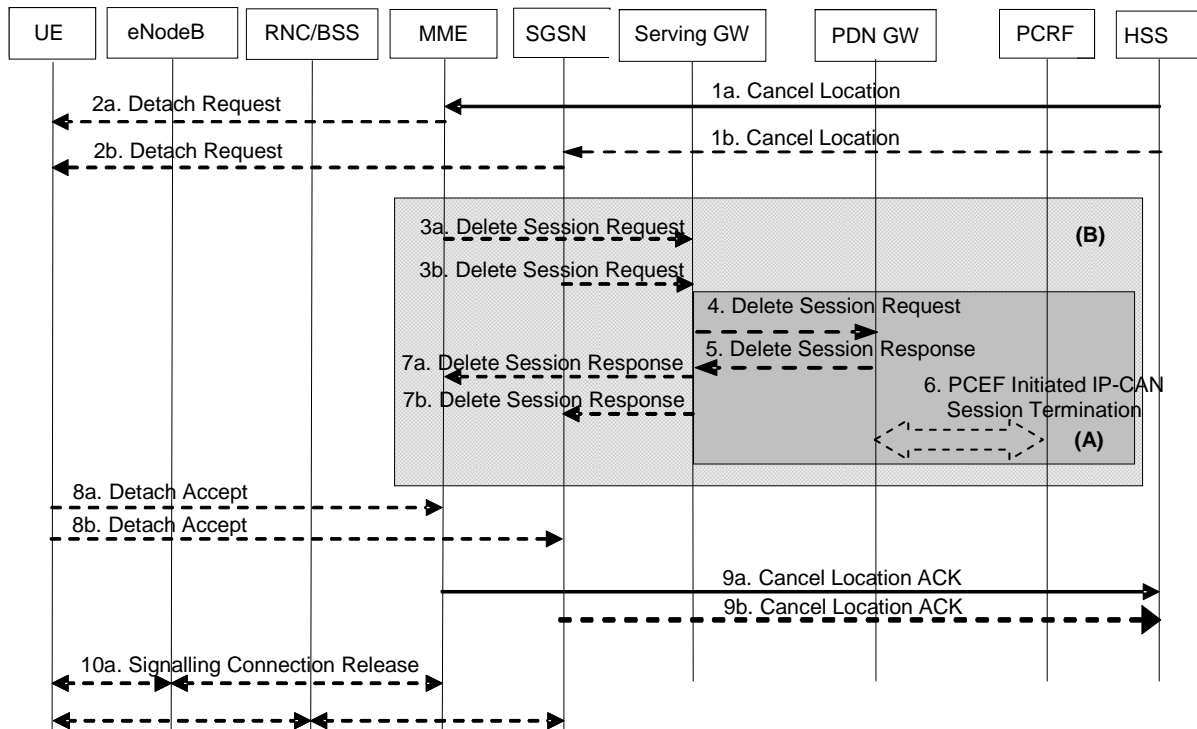 UE eNodeB RNC/BSS MME SGSN Serving GW PDN GW PCRF HSS
1a. Cancel Location
2a. Detach Request
1b. Cancel Location
2b. Detach Request
3a. Delete Session Request
(B)
3b. Delete Session Request
4. Delete Session Request
5. Delete Session Response
7a. Delete Session Response
6. PCEF Initiated IP-CAN
Session Termination
7b. Delete Session Response
(A)
8a. Detach Accept
8b. Detach Accept
9a. Cancel Location ACK
9b. Cancel Location ACK
10a. Signalling Connection Release